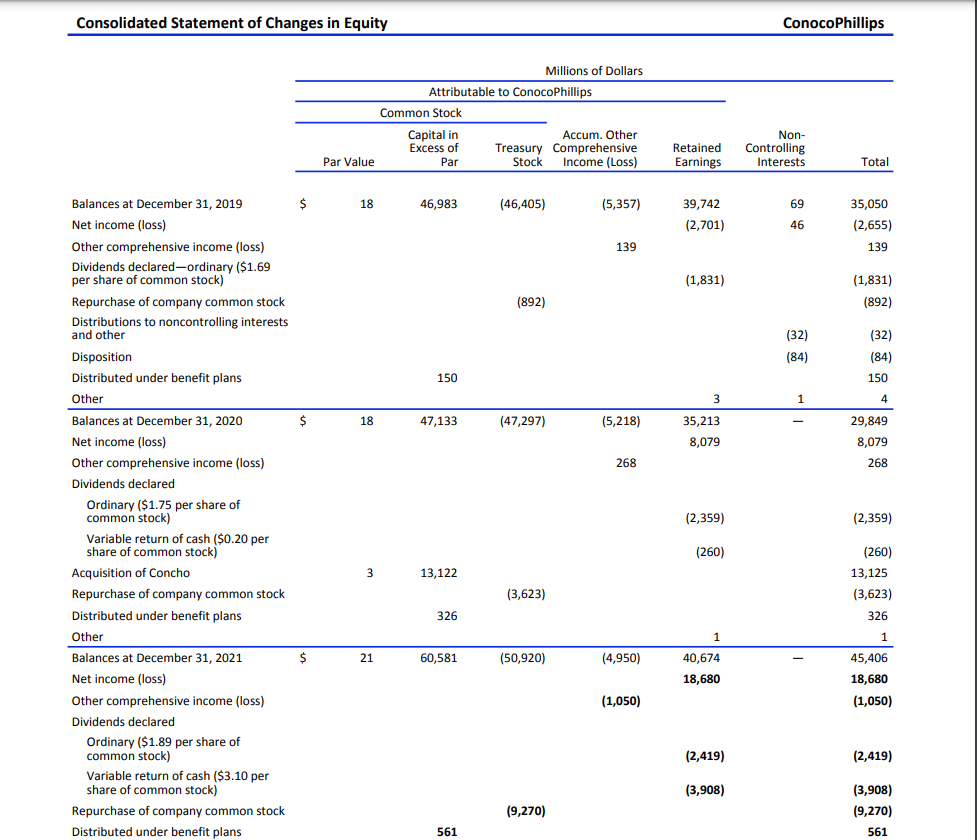 Consolidated Statement of Changes in Equity ConocoPhillips
Millions of Dollars
Attributable to ConocoPhillips
Common Stock
Par Value Capital in Excess of Par Treasury Stock Accum. Other Comprehensive Income (Loss) Retained Earnings Non-Controlling Interests Total
Balances at December 31, 2019 $ 18 46,983 (46,405) (5,357) 39,742 69 35,050
Net income (loss) (2,701) 46 (2,655)
Other comprehensive income (loss) 139 139
Dividends declared—ordinary ($1.69
per share of common stock) (1,831) (1,831)
Repurchase of company common stock (892) (892)
Distributions to noncontrolling interests
and other (32) (32)
Disposition (84) (84)
Distributed under benefit plans 150 150
Other 3 1 4
Balances at December 31, 2020 $ 18 47,133 (47,297) (5,218) 35,213 — 29,849
Net income (loss) 8,079 8,079
Other comprehensive income (loss) 268 268
Dividends declared
Ordinary ($1.75 per share of
common stock) (2,359) (2,359)
Variable return of cash ($0.20 per
share of common stock) (260) (260)
Acquisition of Concho 3 13,122 13,125
Repurchase of company common stock (3,623) (3,623)
Distributed under benefit plans 326 326
Other 1 1
Balances at December 31, 2021 $ 21 60,581 (50,920) (4,950) 40,674 — 45,406
Net income (loss) 18,680 18,680
Other comprehensive income (loss) (1,050) (1,050)
Dividends declared
Ordinary ($1.89 per share of
common stock) (2,419) (2,419)
Variable return of cash ($3.10 per
share of common stock) (3,908) (3,908)
Repurchase of company common stock (9,270) (9,270)
Distributed under benefit plans 561 561